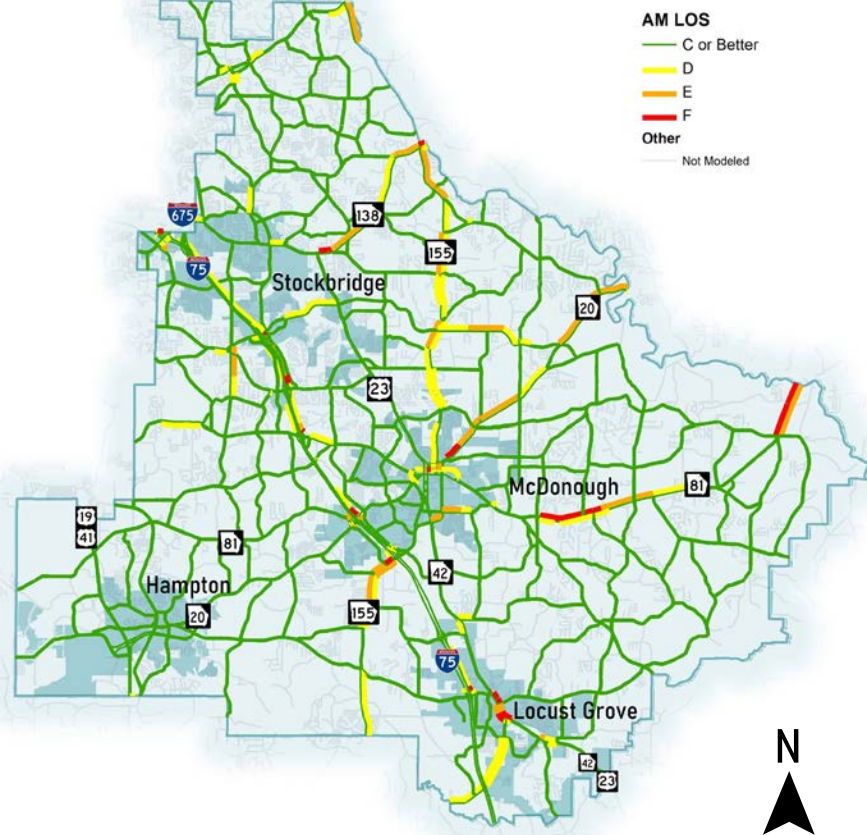 AM LOS
C or Better
D
E
F
Other
Not Modeled
675
138
75
155
Stockbridge
20
23
McDonough
81
19
41
81
42
Hampton
20
155
75
Locust Grove
42
23
N